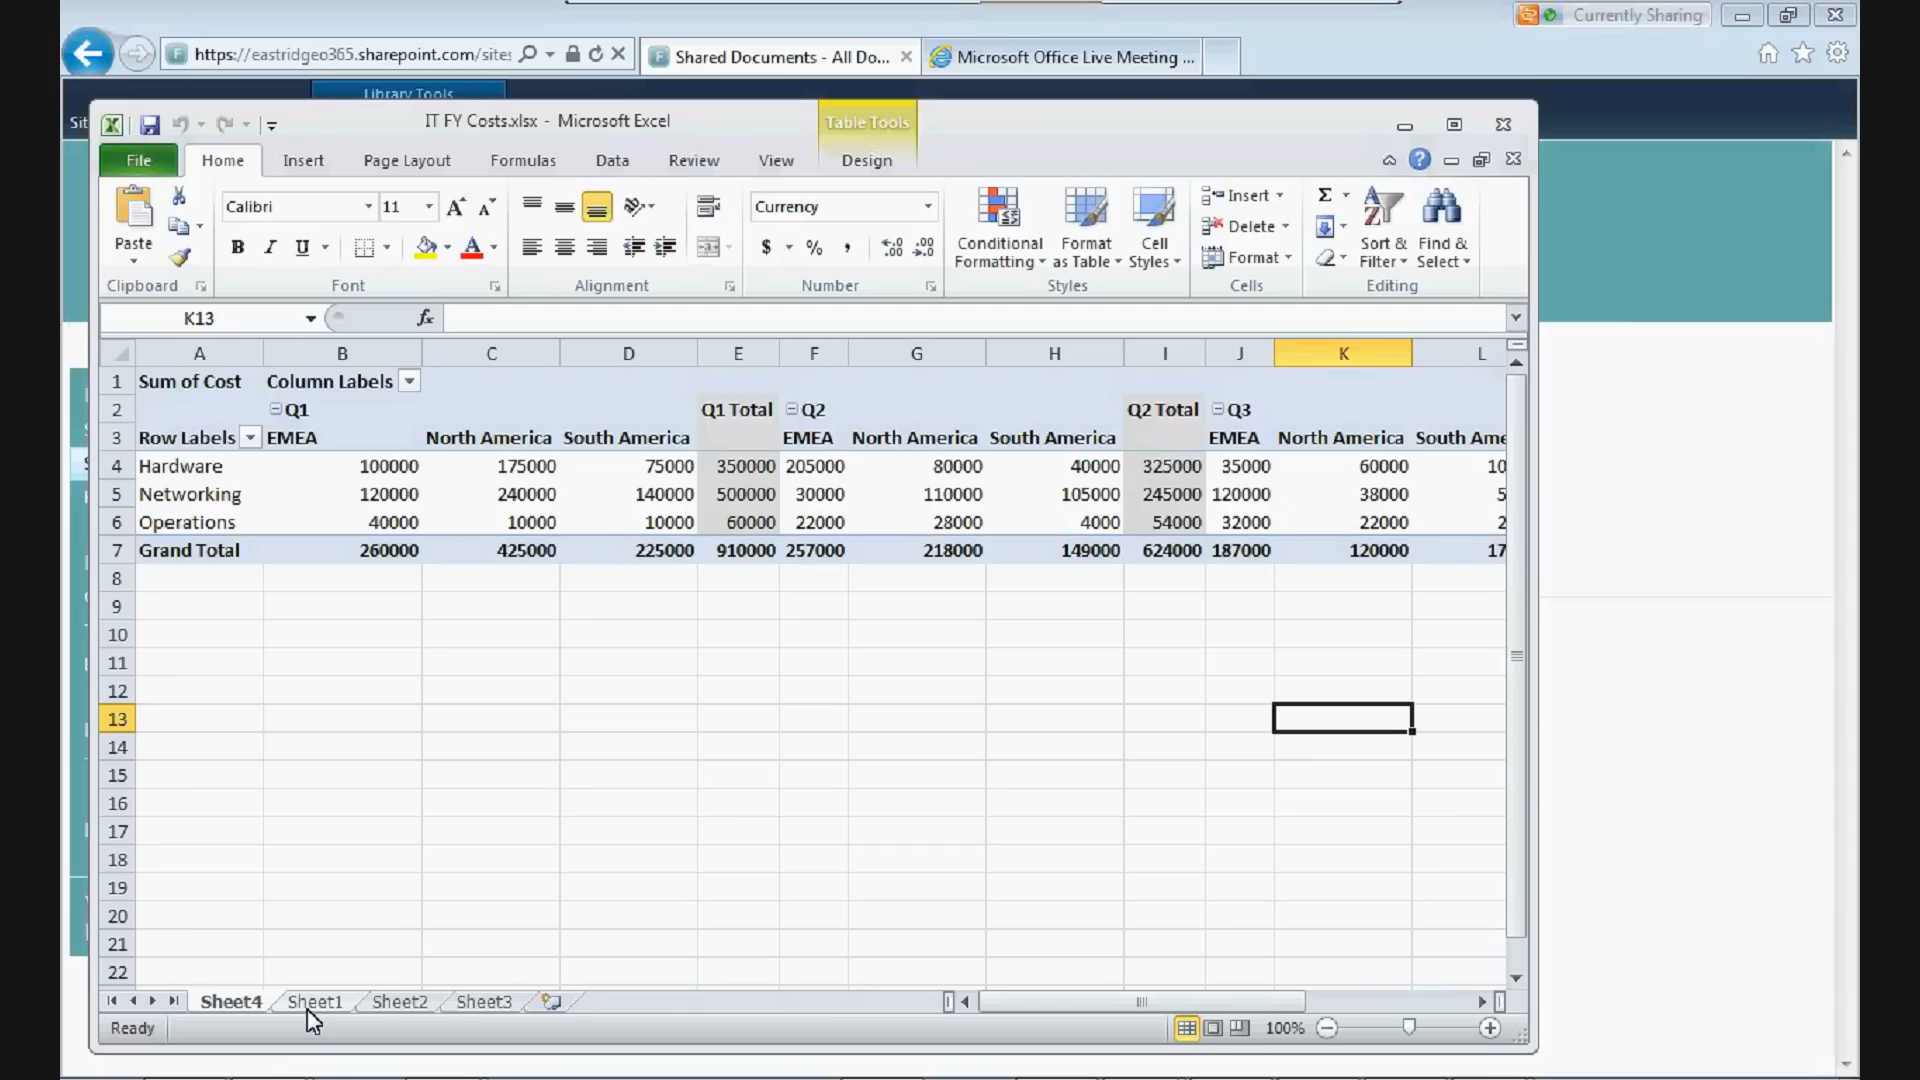 Currently Sharing
https://eastridgeo365.sharepoint.com/sites
Shared Documents - All Do...
Microsoft Office Live Meeting ...
Library Tools
Sit
IT FY Costs.xlsx - Microsoft Excel
Table Tools
File Home Insert Page Layout Formulas Data Review View Design
Calibri 11 Currency
Insert
Delete
Format
Paste
B I U $ % ,
Conditional Formatting
Format as Table
Cell Styles
Sort & Filter
Find & Select
Clipboard Font Alignment Number Styles Cells Editing
K13 fx
A B C D E F G H I J K L
1 Sum of Cost Column Labels
2 Q1 Q1 Total Q2 Q2 Total Q3
3 Row Labels EMEA North America South America EMEA North America South America EMEA North America South Ame
4 Hardware 100000 175000 75000 350000 205000 80000 40000 325000 35000 60000 10
5 Networking 120000 240000 140000 500000 30000 110000 105000 245000 120000 38000 5
6 Operations 40000 10000 10000 60000 22000 28000 4000 54000 32000 22000 2
7 Grand Total 260000 425000 225000 910000 257000 218000 149000 624000 187000 120000 17
8
9
10
11
12
13
14
15
16
17
18
19
20
21
22
Sheet4 Sheet1 Sheet2 Sheet3
Ready 100%